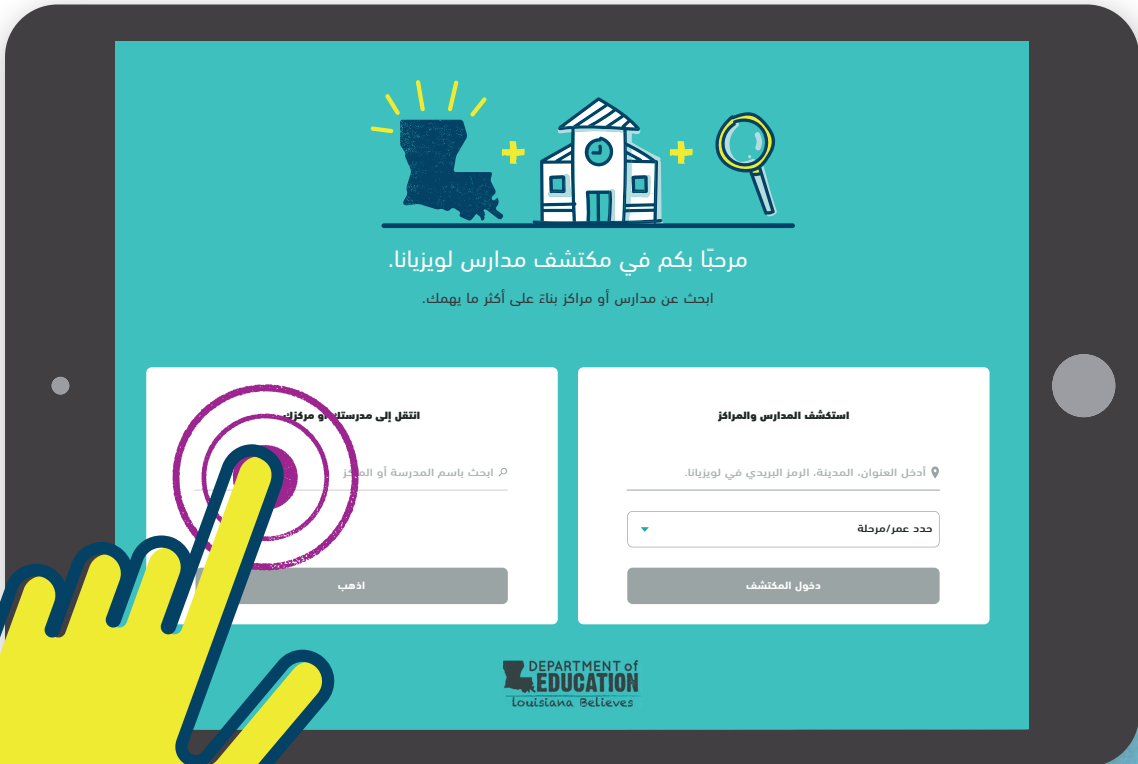 مرحبًا بكم في مكتشف مدارس لويزيانا.
ابحث عن مدارس أو مراكز بناءً على أكثر ما يهمك.
استكشف المدارس والمراكز
أدخل العنوان، المدينة، الرمز البريدي في لويزيانا.
حدد عمر/مرحلة
دخول المكتشف
انتقل إلى مدرستك أو مركزك
ابحث باسم المدرسة أو المركز
اذهب
DEPARTMENT of
EDUCATION
Louisiana Believes